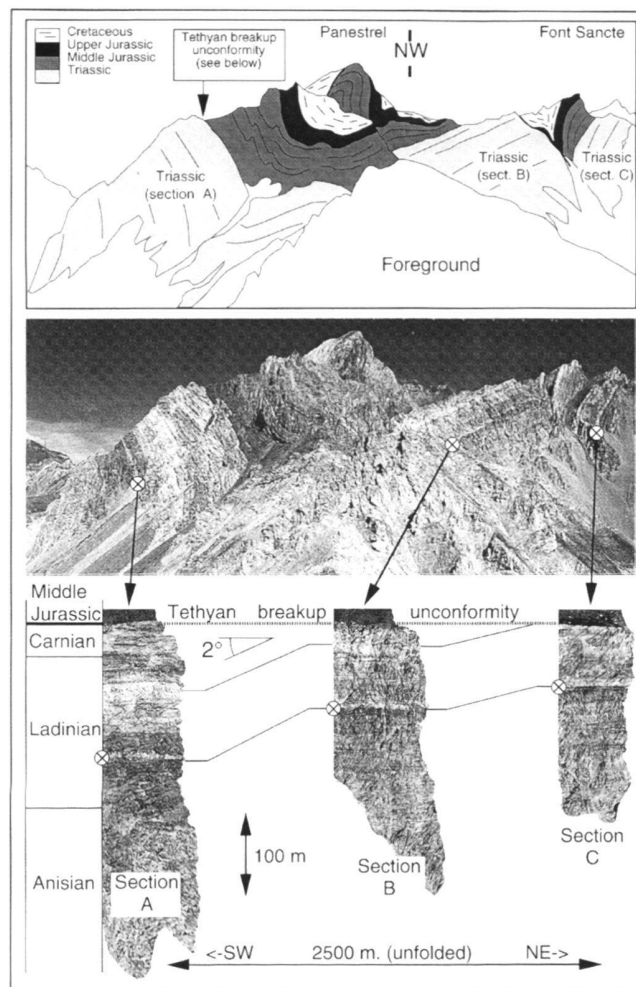 Cretaceous
Upper Jurassic
Middle Jurassic
Triassic
Tethyan breakup
unconformity
(see below)
Panestrel
NW
Font Sancte
Triassic
(section A)
Triassic
(sect. B)
Triassic
(sect. C)
Foreground
Middle
Jurassic
Tethyan breakup unconformity
Carnian
2°
Ladinian
100 m
Anisian
Section
A
Section
B
Section
C
<-SW 2500 m. (unfolded) NE->